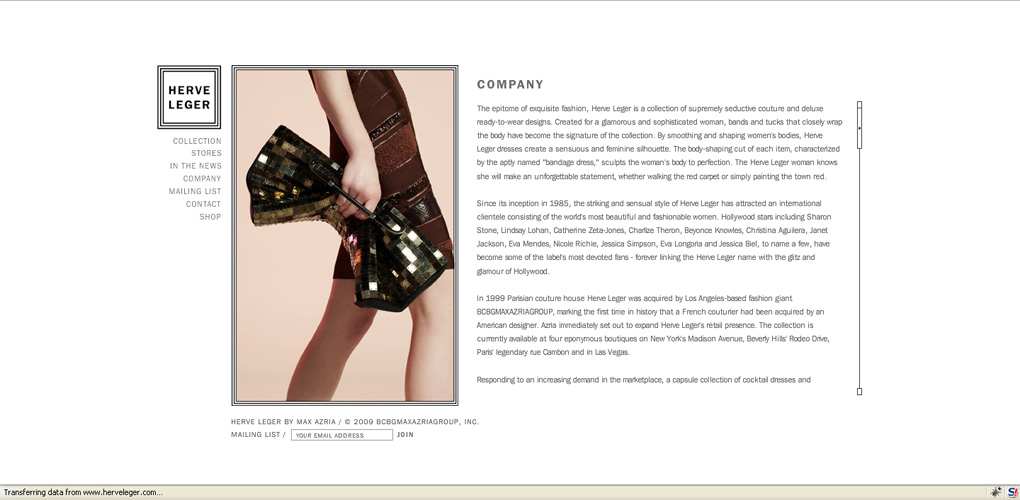 HERVE
LEGER
COLLECTION
STORES
IN THE NEWS
COMPANY
MAILING LIST
CONTACT
SHOP
COMPANY
The epitome of exquisite fashion, Herve Leger is a collection of supremely seductive couture and deluxe
ready-to-wear designs. Created for a glamorous and sophisticated woman, bands and tucks that closely wrap
the body have become the signature of the collection. By smoothing and shaping women's bodies, Herve
Leger dresses create a sensuous and feminine silhouette. The body-shaping cut of each item, characterized
by the aptly named "bandage dress," sculpts the woman's body to perfection. The Herve Leger woman knows
she will make an unforgettable statement, whether walking the red carpet or simply painting the town red.
Since its inception in 1985, the striking and sensual style of Herve Leger has attracted an international
clientele consisting of the world's most beautiful and fashionable women. Hollywood stars including Sharon
Stone, Lindsay Lohan, Catherine Zeta-Jones, Charlize Theron, Beyonce Knowles, Christina Aguilera, Janet
Jackson, Eva Mendes, Nicole Richie, Jessica Simpson, Eva Longoria and Jessica Biel, to name a few, have
become some of the label's most devoted fans - forever linking the Herve Leger name with the glitz and
glamour of Hollywood.
In 1999 Parisian couture house Herve Leger was acquired by Los Angeles-based fashion giant
BCBGMAXAZRIAGROUP, marking the first time in history that a French couturier had been acquired by an
American designer. Azria immediately set out to expand Herve Leger's retail presence. The collection is
currently available at four eponymous boutiques on New York's Madison Avenue, Beverly Hills' Rodeo Drive,
Paris' legendary rue Cambon and in Las Vegas.
Responding to an increasing demand in the marketplace, a capsule collection of cocktail dresses and
HERVE LEGER BY MAX AZRIA / © 2009 BCBGMAXAZRIAGROUP, INC.
MAILING LIST / YOUR EMAIL ADDRESS JOIN
Transferring data from www.herveleger.com...